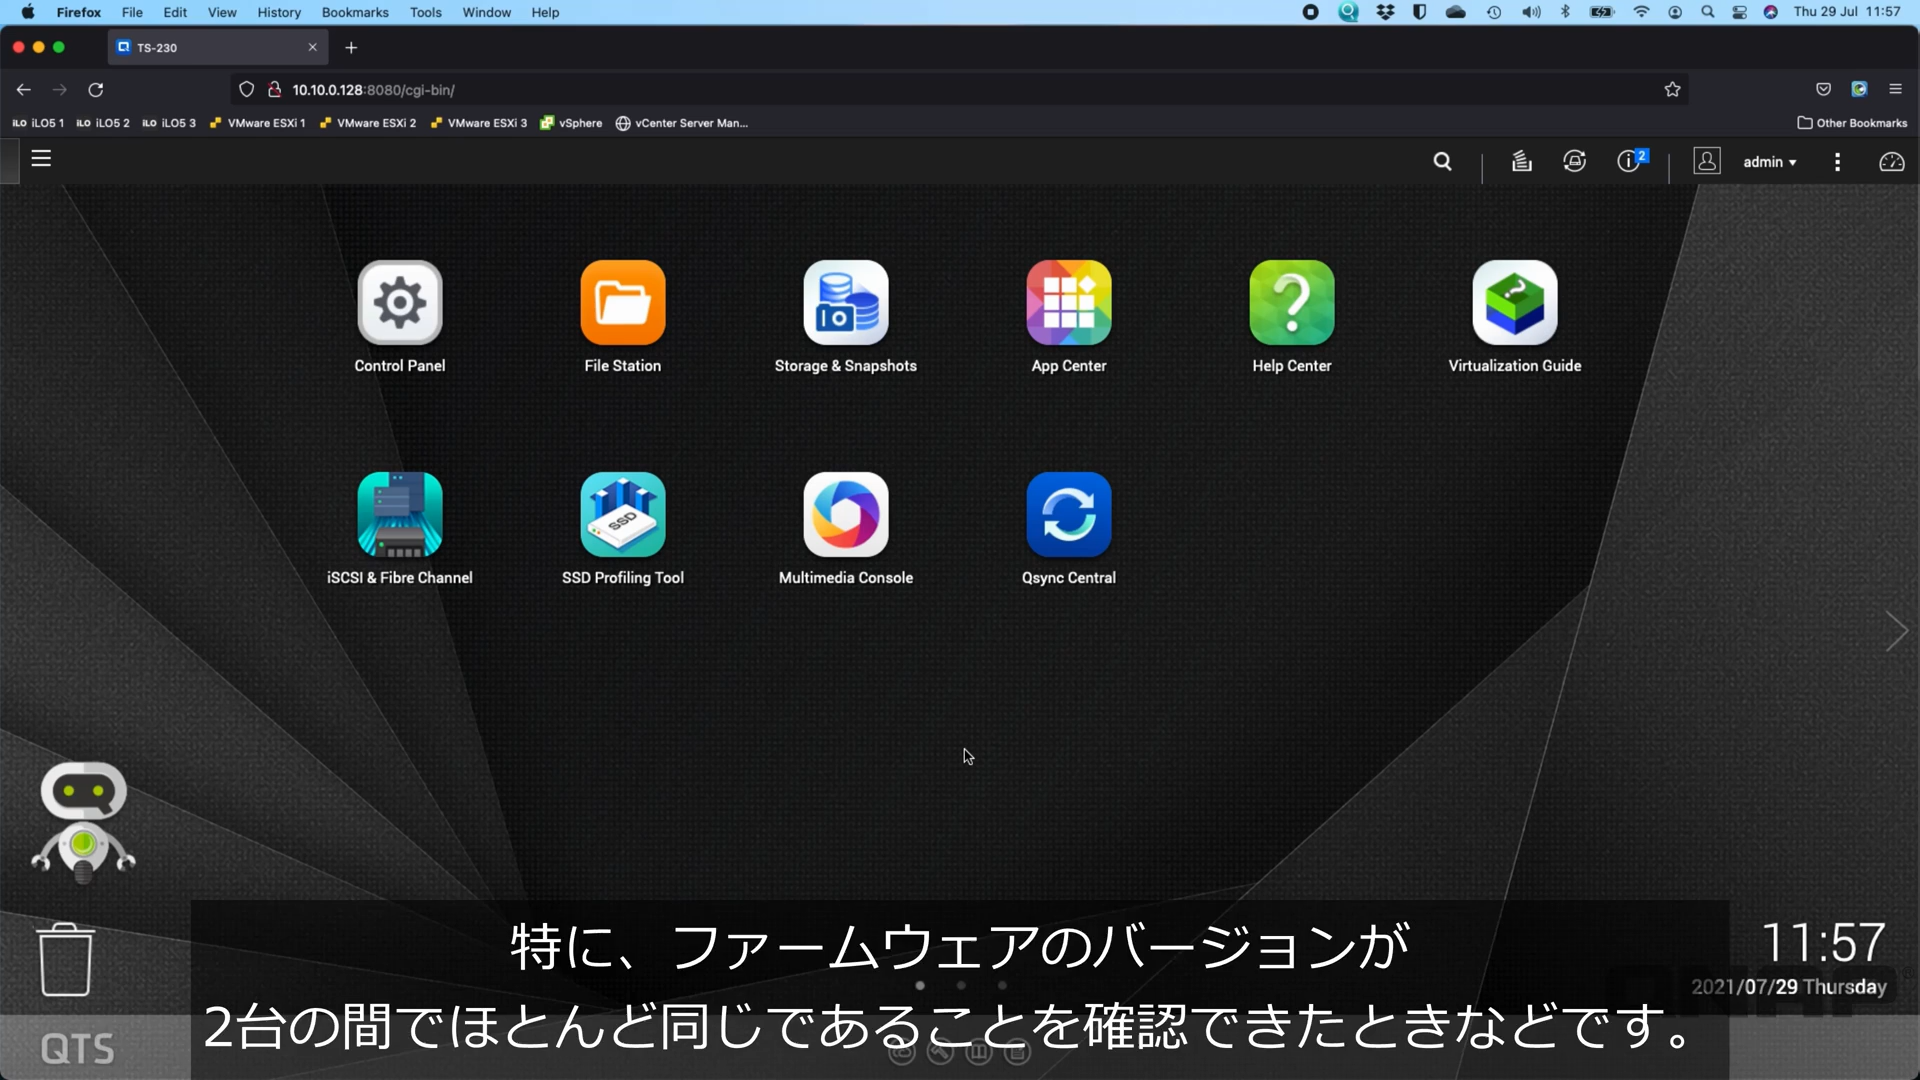 Firefox File Edit View History Bookmarks Tools Window Help Thu 29 Jul 11:57
TS-230
10.10.0.128:8080/cgi-bin/
iLO iLO5 1 iLO iLO5 2 iLO iLO5 3 VMware ESXi 1 VMware ESXi 2 VMware ESXi 3 vSphere vCenter Server Man... Other Bookmarks
2 admin
Control Panel File Station Storage & Snapshots App Center Help Center Virtualization Guide
SSD
iSCSI & Fibre Channel SSD Profiling Tool Multimedia Console Qsync Central
11:57
2021/07/29 Thursday
特に、ファームウェアのバージョンが
2台の間でほとんど同じであることを確認できたときなどです。
QTS